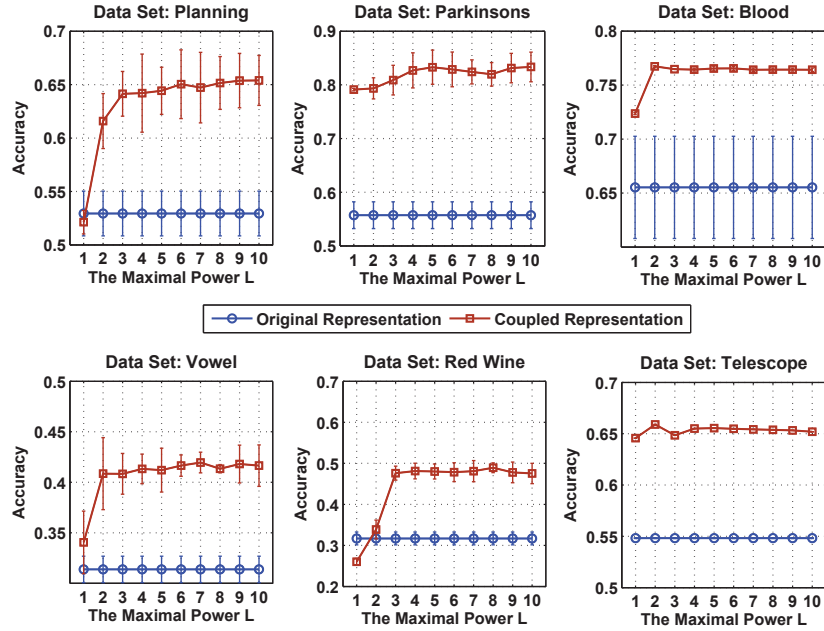 Data Set: Planning
0.7
0.65
0.6
0.55
0.5
Accuracy
1 2 3 4 5 6 7 8 9 10
The Maximal Power L
Data Set: Parkinsons
0.9
0.8
0.7
0.6
0.5
Accuracy
1 2 3 4 5 6 7 8 9 10
The Maximal Power L
Data Set: Blood
0.8
0.75
0.7
0.65
Accuracy
1 2 3 4 5 6 7 8 9 10
The Maximal Power L
Original Representation Coupled Representation
Data Set: Vowel
0.5
0.45
0.4
0.35
Accuracy
1 2 3 4 5 6 7 8 9 10
The Maximal Power L
Data Set: Red Wine
0.7
0.6
0.5
0.4
0.3
0.2
Accuracy
1 2 3 4 5 6 7 8 9 10
The Maximal Power L
Data Set: Telescope
0.7
0.65
0.6
0.55
0.5
Accuracy
1 2 3 4 5 6 7 8 9 10
The Maximal Power L